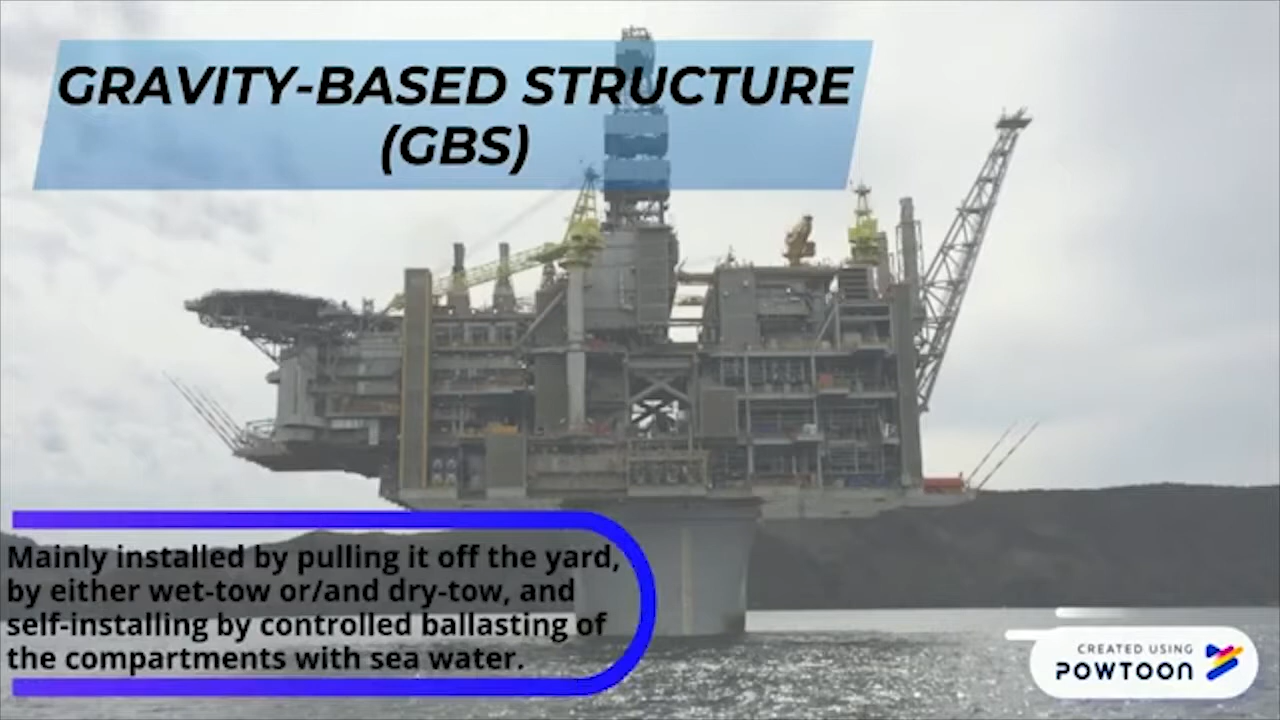 GRAVITY-BASED STRUCTURE
(GBS)
Mainly installed by pulling it off the yard,
by either wet-tow or/and dry-tow, and
self-installing by controlled ballasting of
the compartments with sea water.
CREATED USING
POWTOON